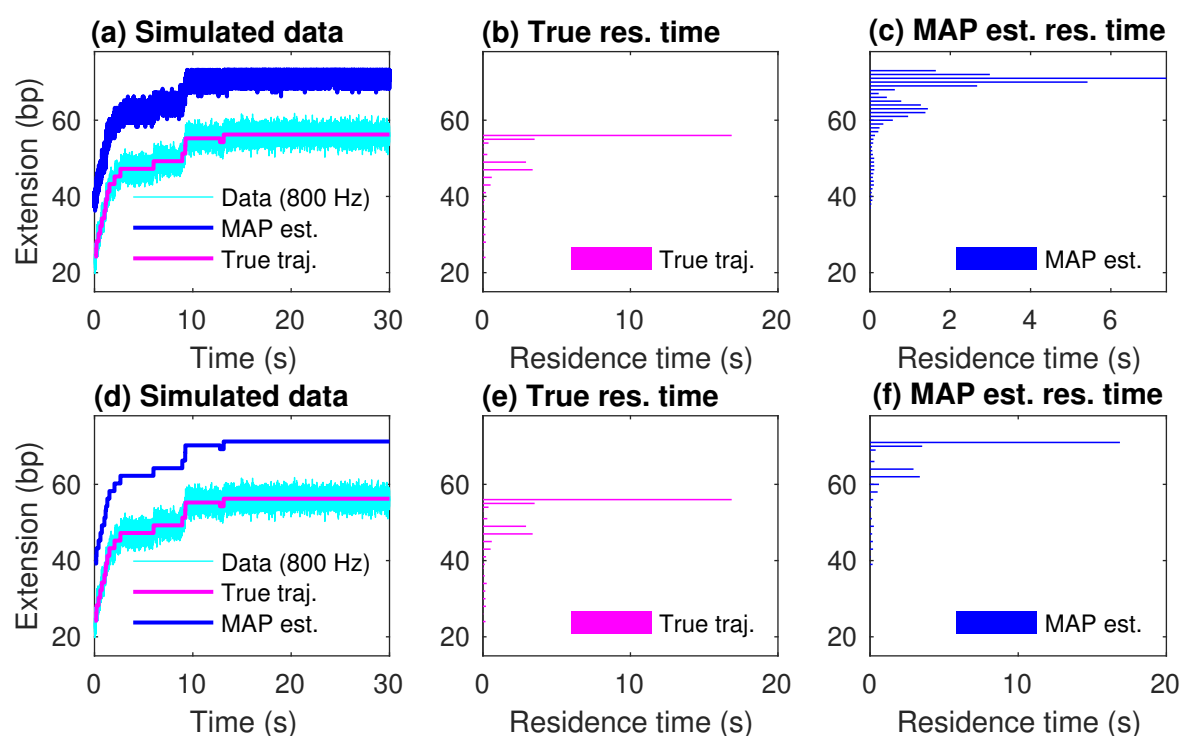 (a) Simulated data
(b) True res. time
(c) MAP est. res. time
Extension (bp)
60
40
20
Data (800 Hz)
MAP est.
True traj.
0 10 20 30
Time (s)
60
40
20
True traj.
0 10 20
Residence time (s)
60
40
20
MAP est.
0 2 4 6
Residence time (s)
(d) Simulated data
(e) True res. time
(f) MAP est. res. time
Extension (bp)
60
40
20
Data (800 Hz)
True traj.
MAP est.
0 10 20 30
Time (s)
60
40
20
True traj.
0 10 20
Residence time (s)
60
40
20
MAP est.
0 10 20
Residence time (s)